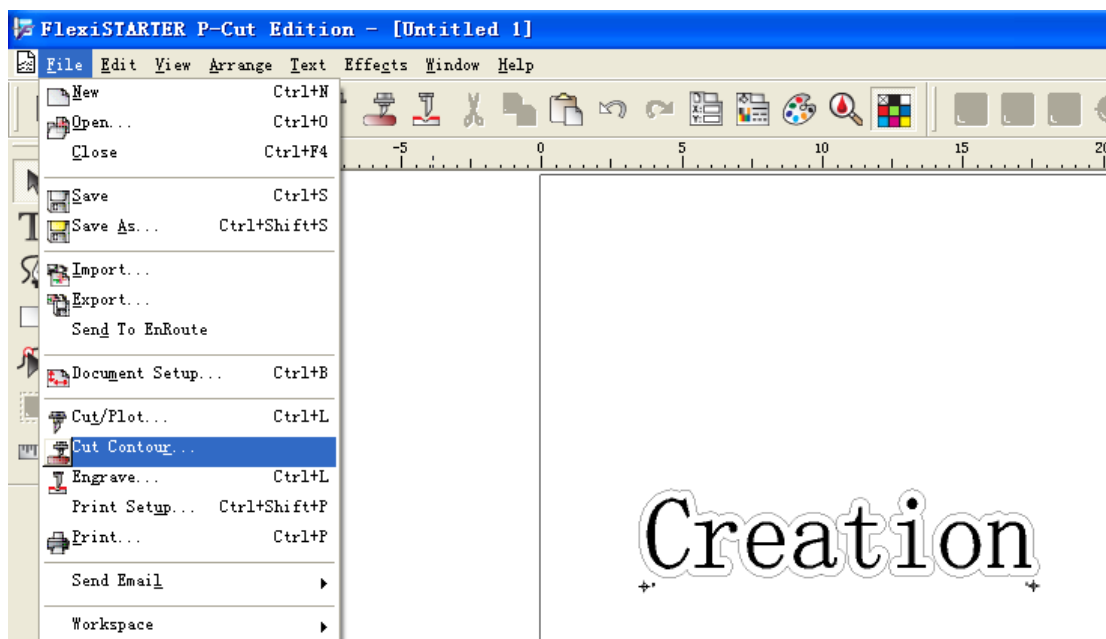 FlexiSTARTER P-Cut Edition - [Untitled 1]
File Edit View Arrange Text Effects Window Help
New Ctrl+N
Open... Ctrl+O
Close Ctrl+F4
Save Ctrl+S
Save As... Ctrl+Shift+S
Import...
Export...
Send To EnRoute
Document Setup... Ctrl+B
Cut/Plot... Ctrl+L
Cut Contour...
Engrave... Ctrl+L
Print Setup... Ctrl+Shift+P
Print... Ctrl+P
Send Email
Workspace
-5 0 5 10 15 20
Creation